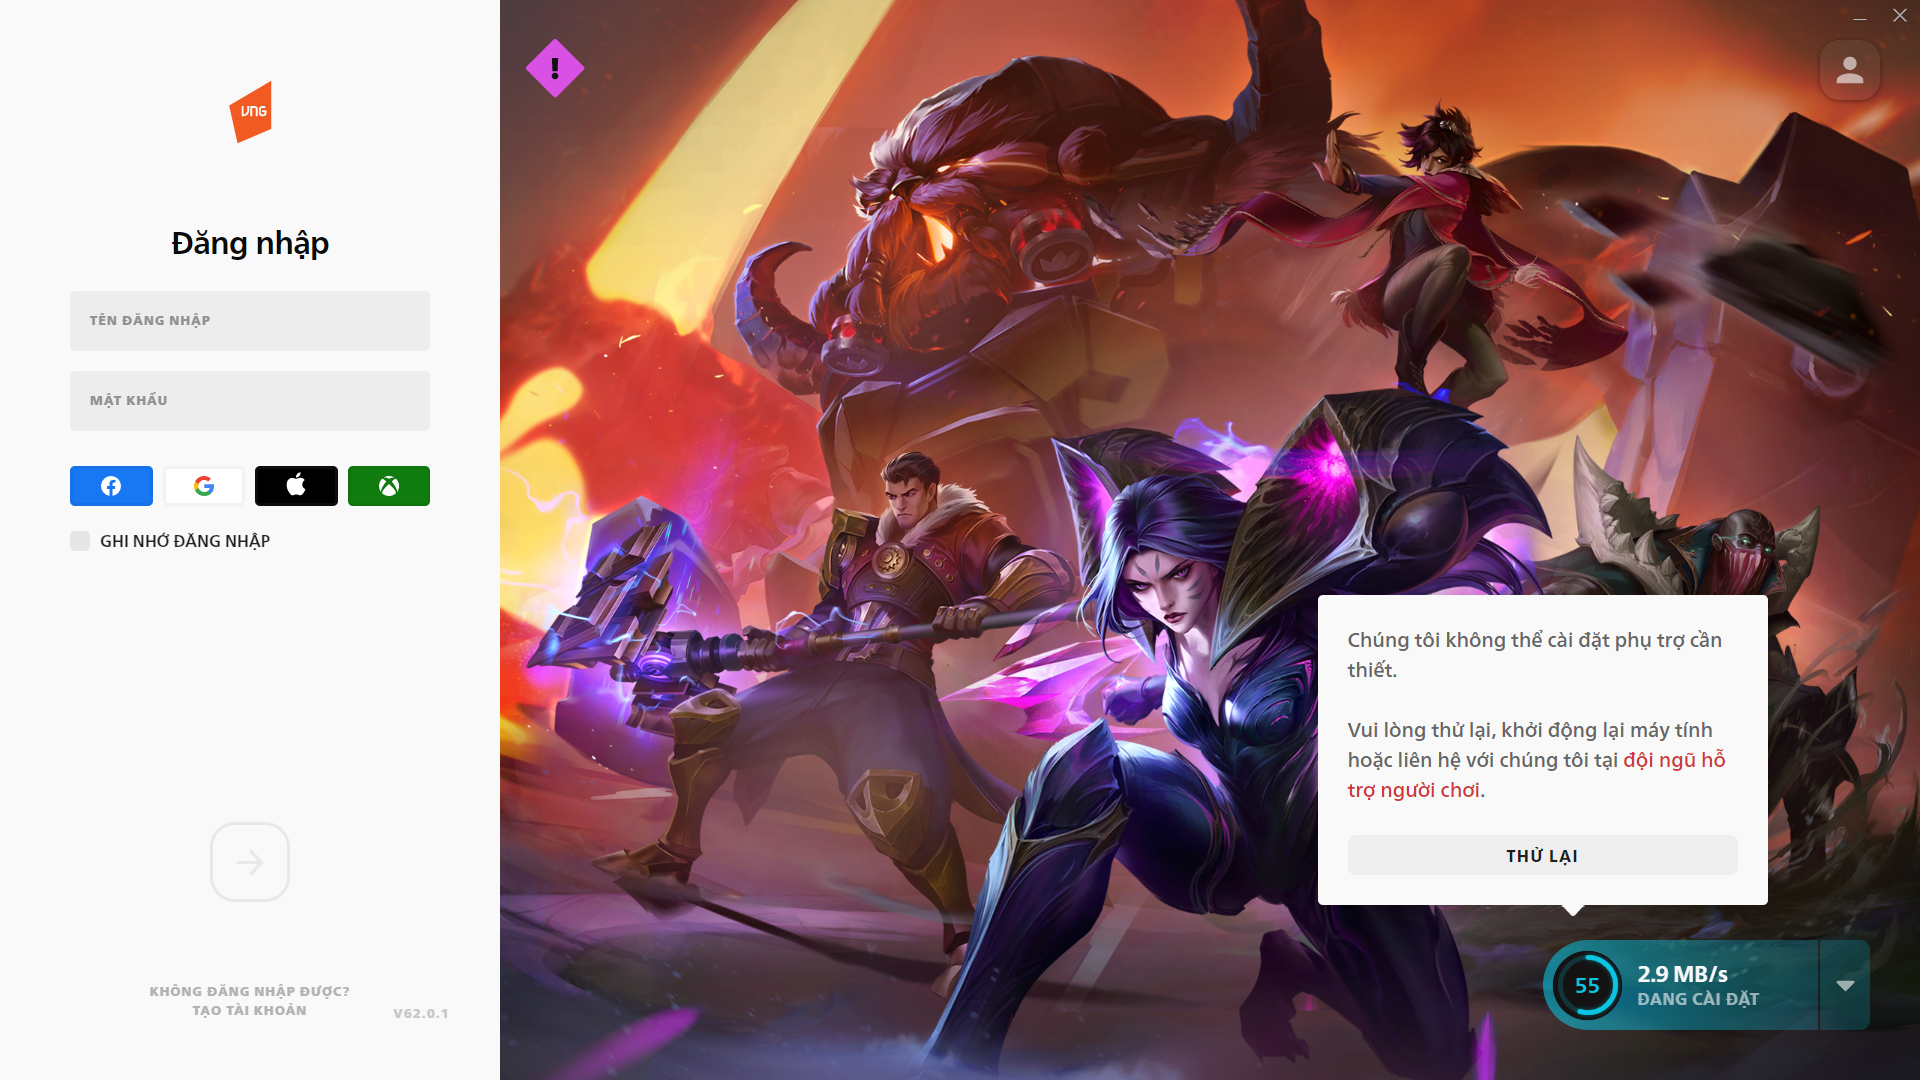 VNG
Đăng nhập
TÊN ĐĂNG NHẬP
MẬT KHẨU
GHI NHỚ ĐĂNG NHẬP
KHÔNG ĐĂNG NHẬP ĐƯỢC?
TẠO TÀI KHOẢN
V62.0.1
!
Chúng tôi không thể cài đặt phụ trợ cần
thiết.
Vui lòng thử lại, khởi động lại máy tính
hoặc liên hệ với chúng tôi tại đội ngũ hỗ
trợ người chơi.
THỬ LẠI
55
2.9 MB/s
ĐANG CÀI ĐẶT